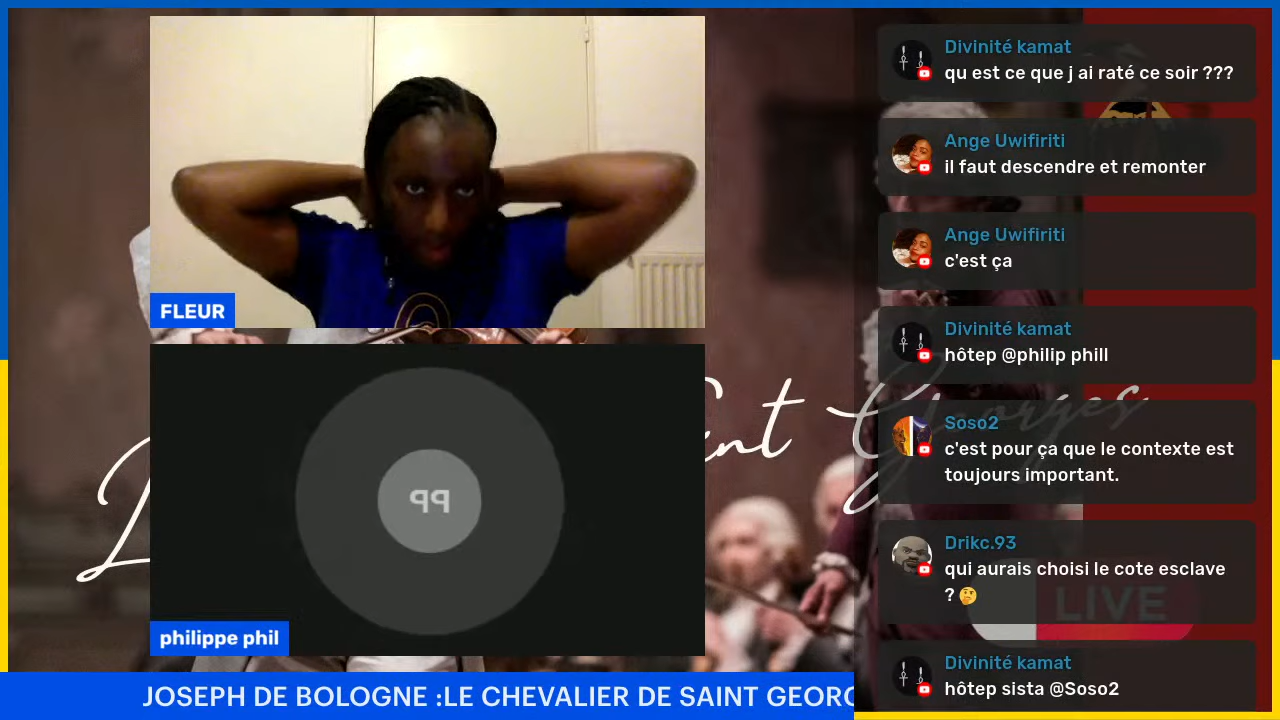 FLEUR
qq
philippe phil
JOSEPH DE BOLOGNE :LE CHEVALIER DE SAINT GEORG
Georges
Divinité kamat
qu est ce que j ai raté ce soir ???
Ange Uwifiriti
il faut descendre et remonter
Ange Uwifiriti
c'est ça
Divinité kamat
hôtep @philip phill
Soso2
c'est pour ça que le contexte est
toujours important.
Drikc.93
qui aurais choisi le cote esclave
? 🤔
LIVE
Divinité kamat
hôtep sista @Soso2